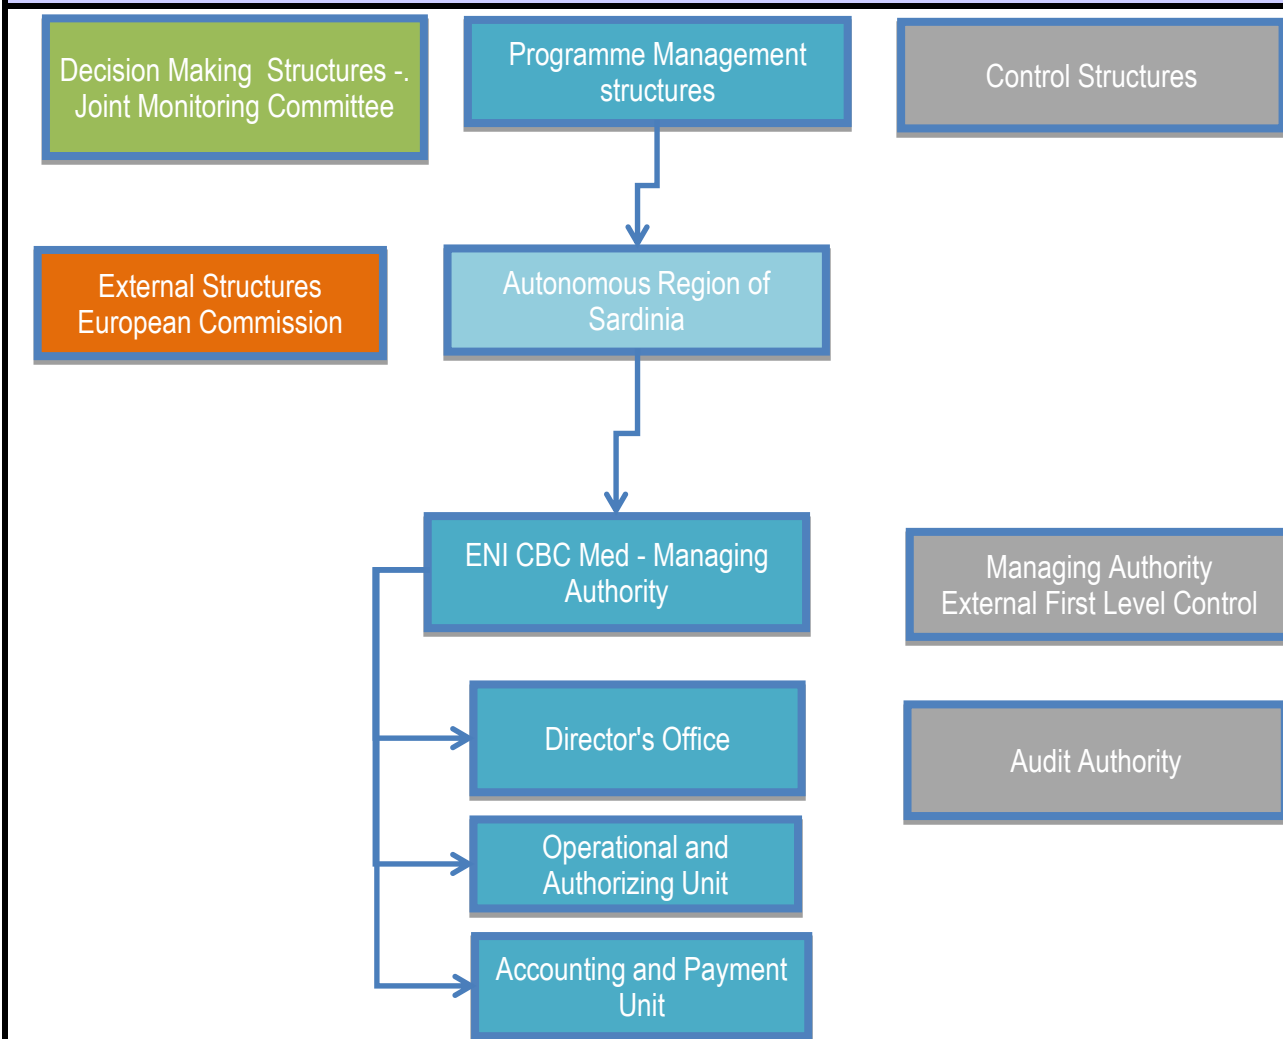 Decision Making Structures -.
Joint Monitoring Committee
Programme Management
structures
Control Structures
External Structures
European Commission
Autonomous Region of
Sardinia
ENI CBC Med - Managing
Authority
Managing Authority
External First Level Control
Director's Office
Audit Authority
Operational and
Authorizing Unit
Accounting and Payment
Unit